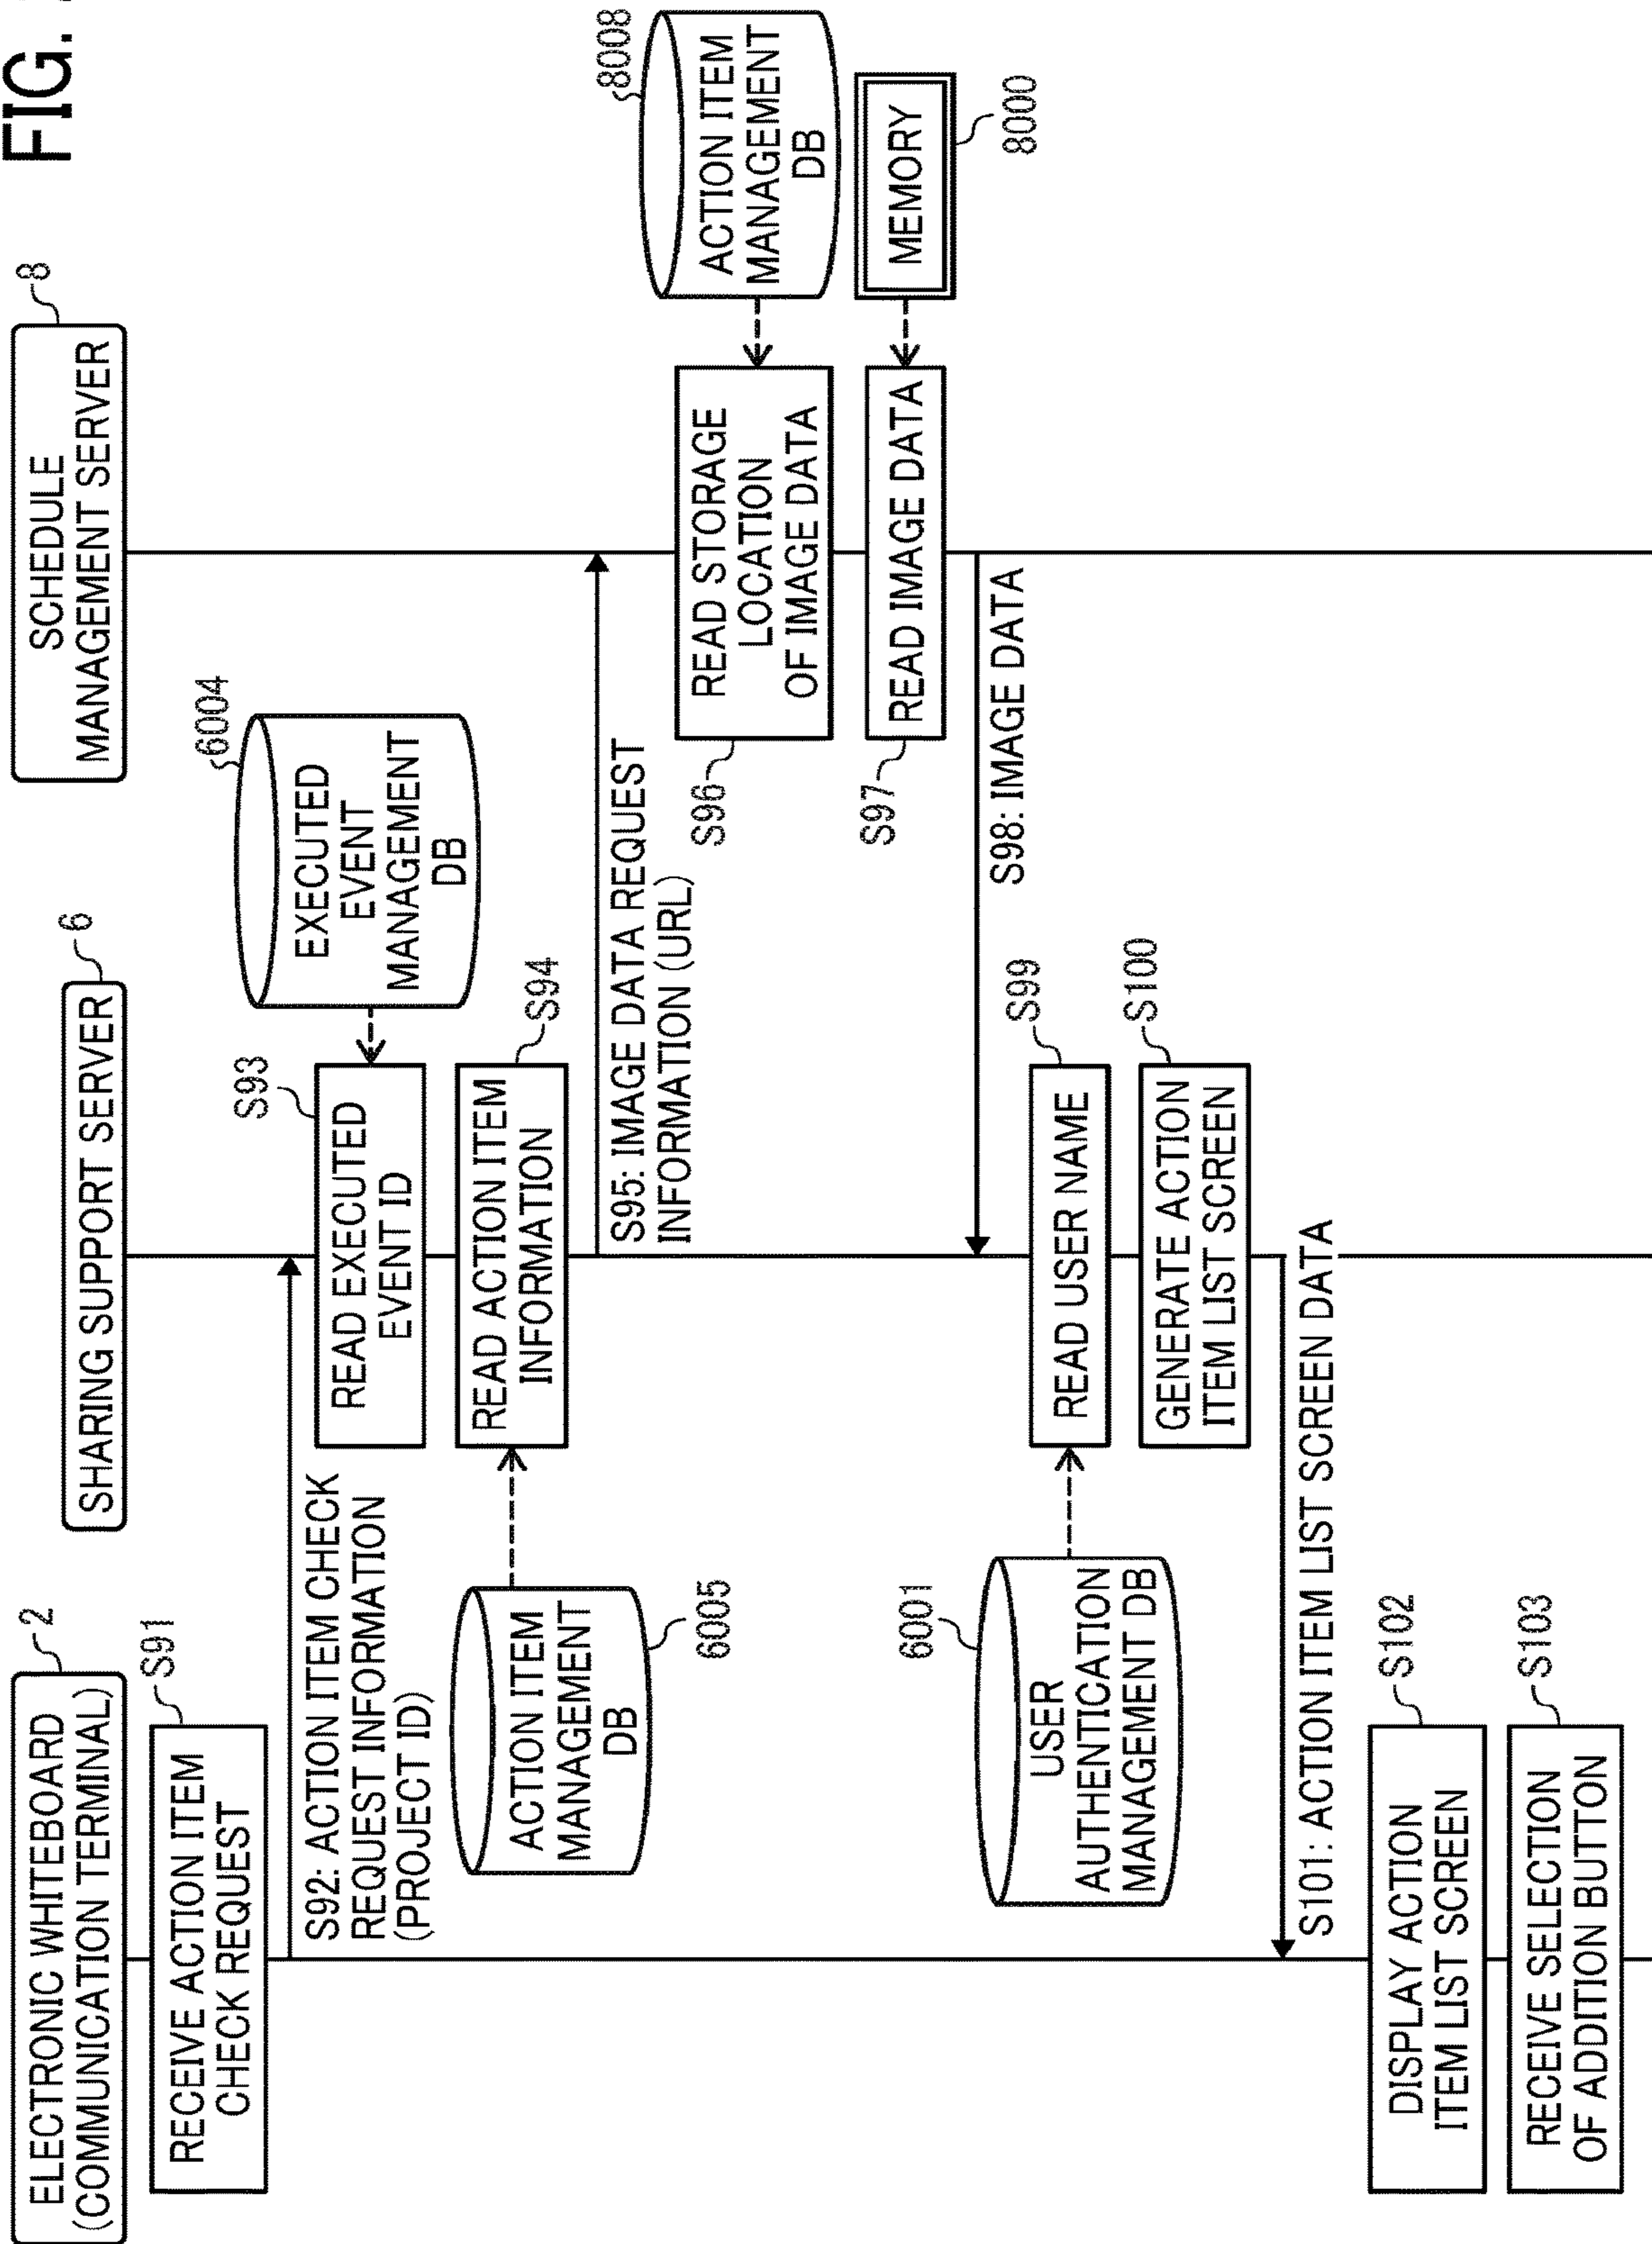 FIG.
ELECTRONIC WHITEBOARD
(COMMUNICATION TERMINAL)
2
SHARING SUPPORT SERVER
6
SCHEDULE
MANAGEMENT SERVER
8
RECEIVE ACTION ITEM
CHECK REQUEST
S91
S92: ACTION ITEM CHECK
REQUEST INFORMATION
(PROJECT ID)
S93
READ EXECUTED
EVENT ID
6004
EXECUTED
EVENT
MANAGEMENT
DB
READ ACTION ITEM
INFORMATION
S94
ACTION ITEM
MANAGEMENT
DB
6005
S95: IMAGE DATA REQUEST
INFORMATION (URL)
8008
ACTION ITEM
MANAGEMENT
DB
S96
READ STORAGE
LOCATION
OF IMAGE DATA
MEMORY
8000
S97
READ IMAGE DATA
S98: IMAGE DATA
6001
USER
AUTHENTICATION
MANAGEMENT DB
READ USER NAME
S99
GENERATE ACTION
ITEM LIST SCREEN
S100
S101: ACTION ITEM LIST SCREEN DATA
DISPLAY ACTION
ITEM LIST SCREEN
S102
RECEIVE SELECTION
OF ADDITION BUTTON
S103